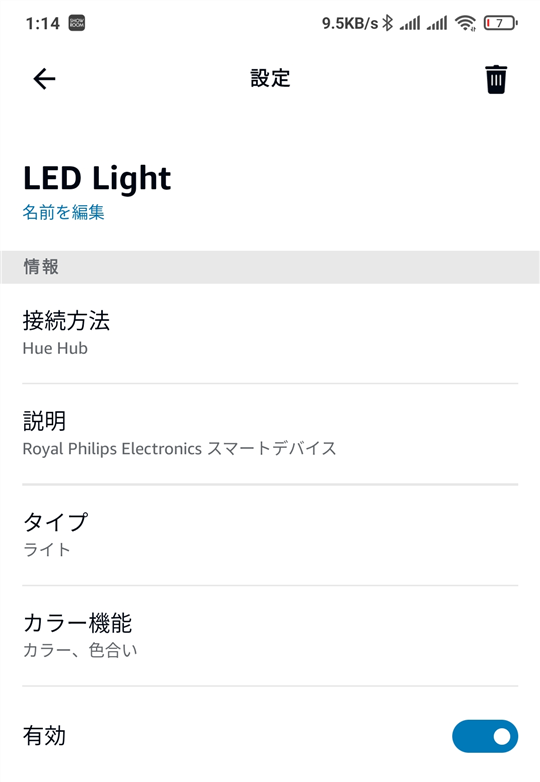 1:14 SHOW ROOM 9.5KB/s 7
設定
LED Light
名前を編集
情報
接続方法
Hue Hub
説明
Royal Philips Electronics スマートデバイス
タイプ
ライト
カラー機能
カラー、色合い
有効